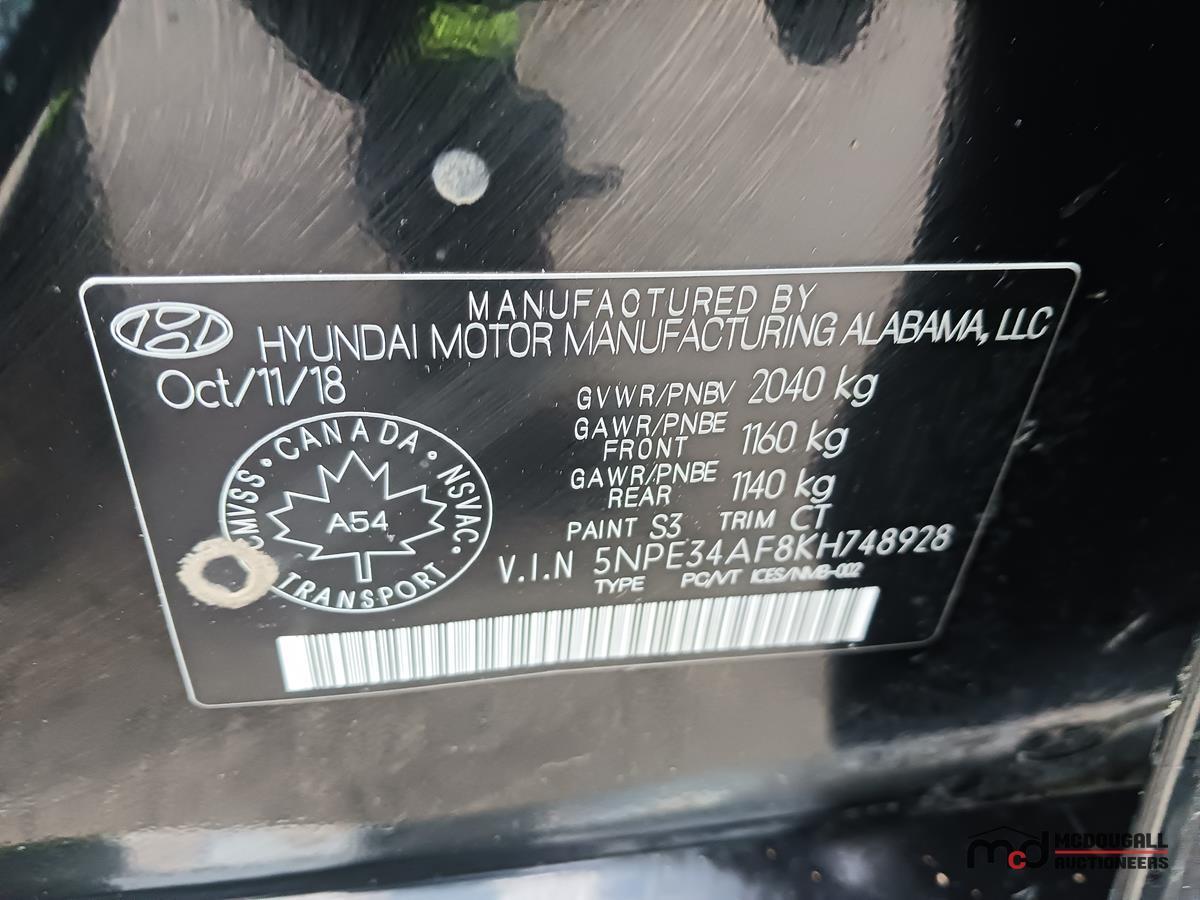 MANUFACTURED BY
HYUNDAI MOTOR MANUFACTURING ALABAMA, LLC
Oct/11/18
GVWR/PNBV 2040 kg
GAWR/PNBE FRONT 1160 kg
GAWR/PNBE REAR 1140 kg
CMVSS • CANADA • NSVAC • TRANSPORT
A54
PAINT S3 TRIM CT
V.I.N 5NPE34AF8KH748928
TYPE PC/VT ICES/NMB-002
mcd MCDOUGALL
AUCTIONEERS